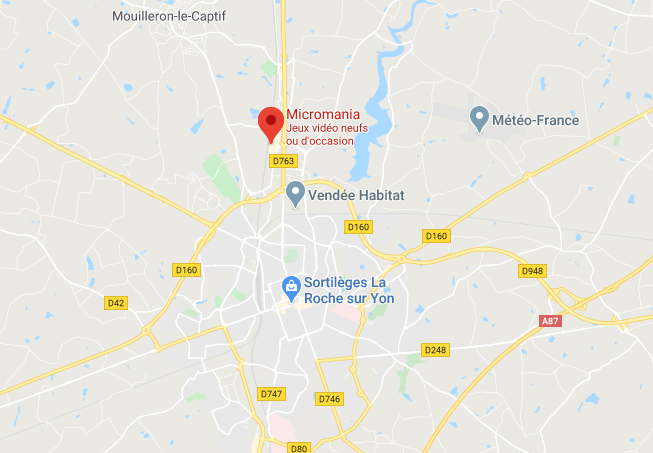 Mouilleron-le-Captif
Micromania
Jeux vidéo neufs
ou d'occasion
Météo-France
D763
Vendée Habitat
D160
D160
D160
D948
Sortilèges La
Roche sur Yon
D42
A87
D248
D747
D746
D80